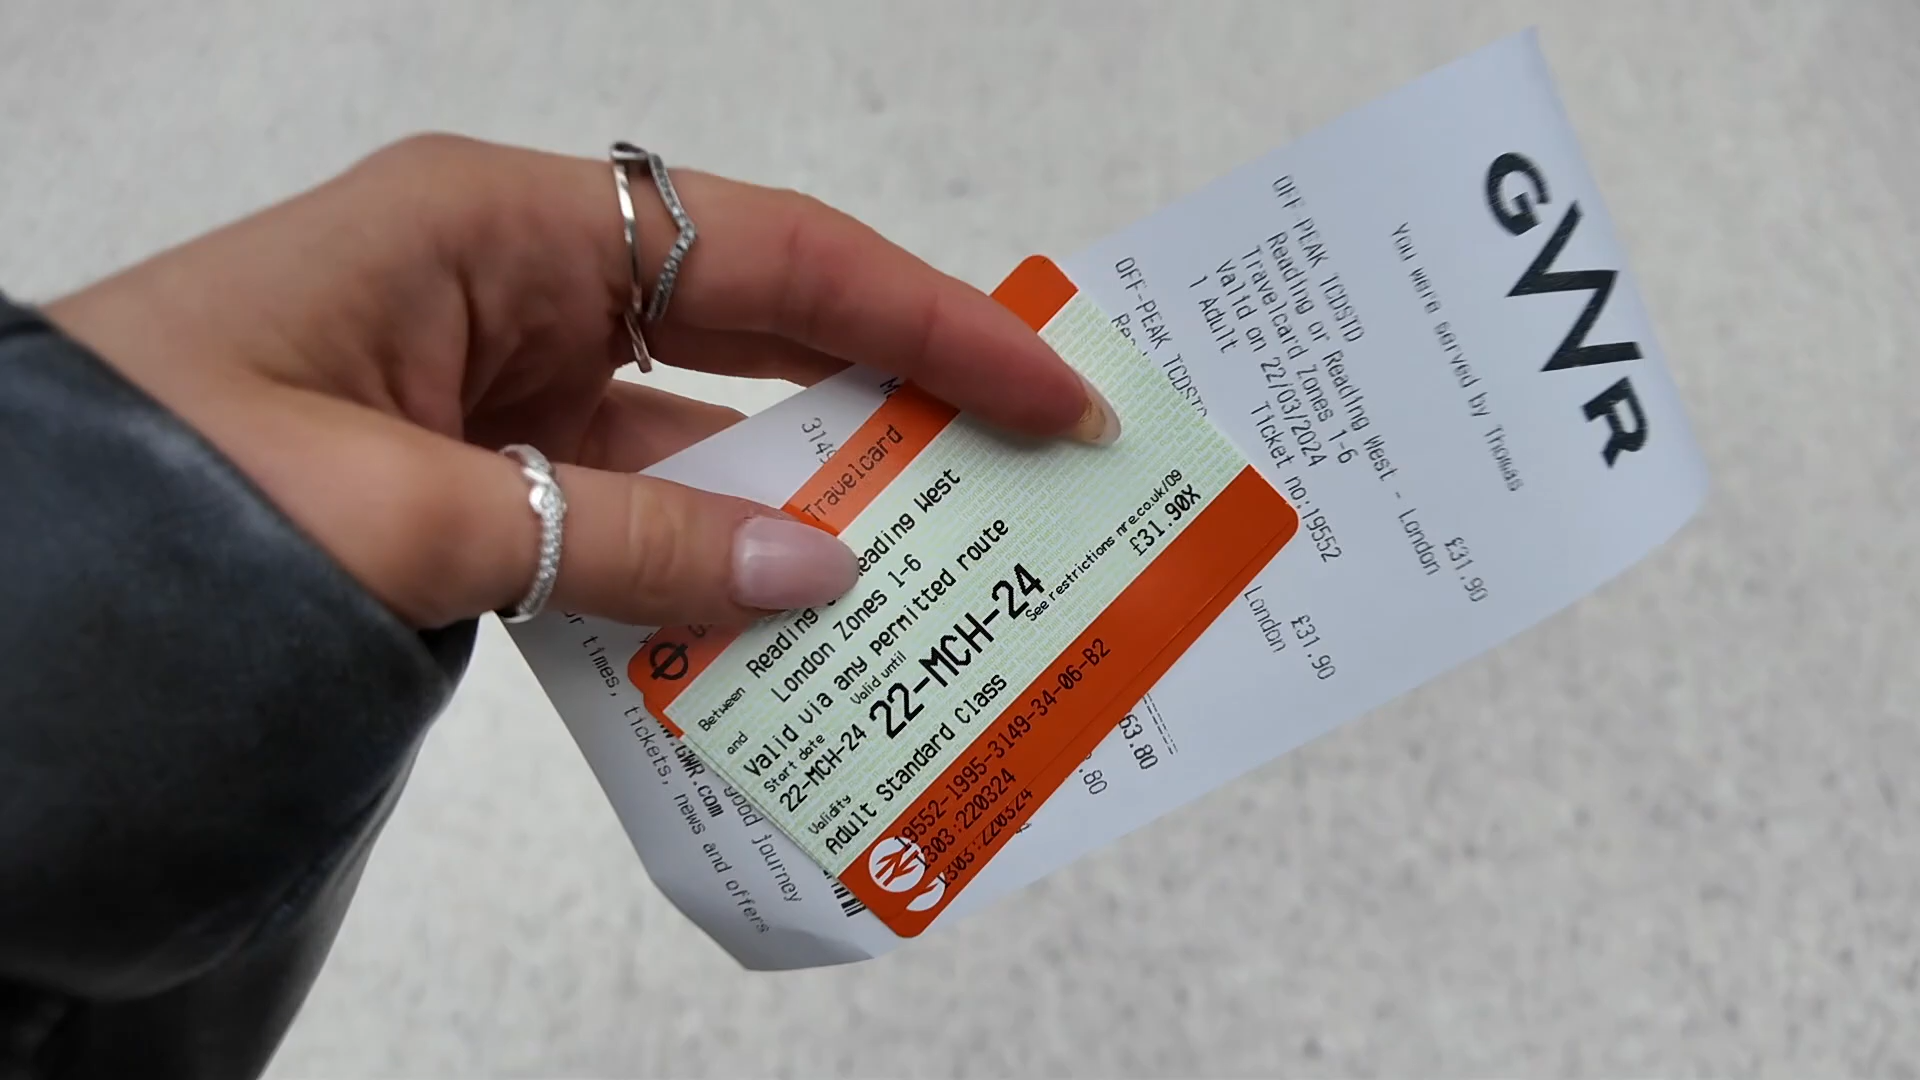 GWR
You were served by Thomas
OFF-PEAK TCDSTD £31.90
Reading or Reading West - London
Travelcard Zones 1-6
Valid on 22/03/2024
1 Adult Ticket no:19552
OFF-PEAK TCDSTD £31.90
London
63.80
.80
3149
Travelcard
Between Reading Reading West
and London Zones 1-6
Valid via any permitted route
Start date Valid until
22-MCH-24 22-MCH-24 See restrictions nre.co.uk/09
Validity £31.90X
Adult Standard Class
19552-1995-3149-34-06-B2
1303:220324
1303:220324
good journey
GWR.com
times, tickets, news and offers